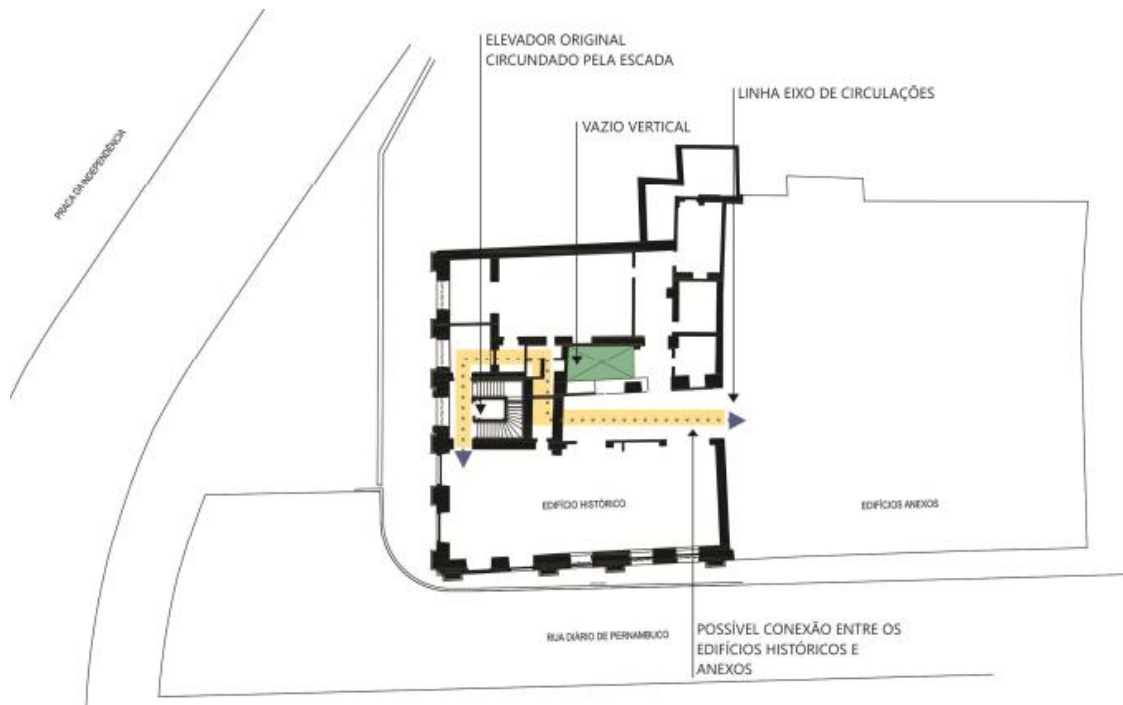 ELEVADOR ORIGINAL
CIRCUNDADO PELA ESCADA
LINHA EIXO DE CIRCULAÇÕES
VAZIO VERTICAL
PRAÇA DA INDEPENDÊNCIA
EDIFÍCIO HISTÓRICO
EDIFÍCIOS ANEXOS
RUA DIÁRIO DE PERNAMBUCO
POSSÍVEL CONEXÃO ENTRE OS
EDIFÍCIOS HISTÓRICOS E
ANEXOS